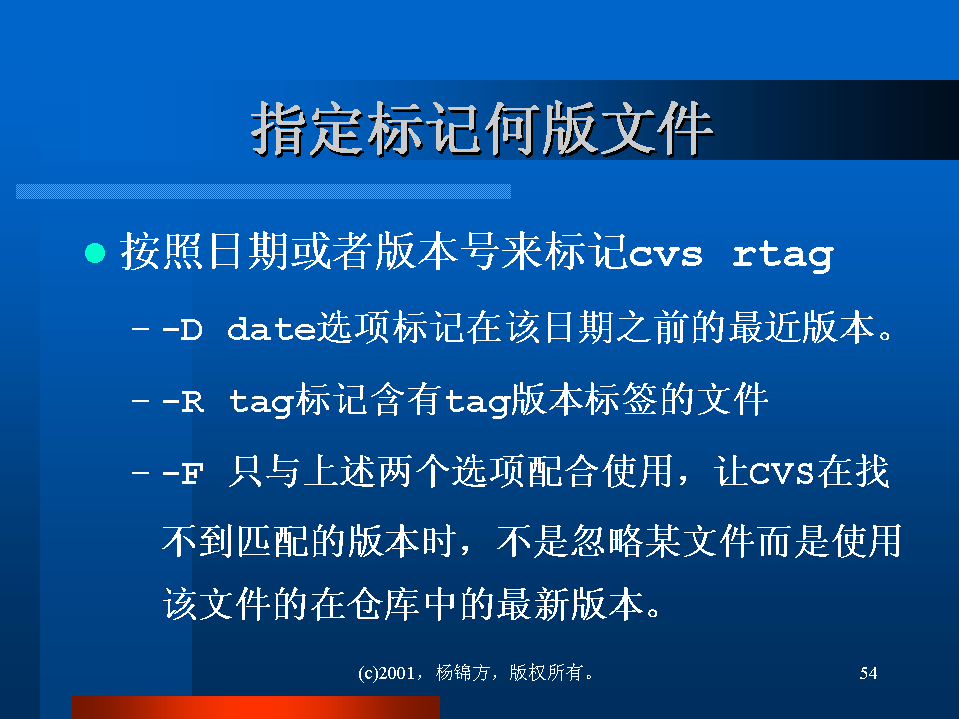 指定标记何版文件
按照日期或者版本号来标记cvs rtag
– -D date选项标记在该日期之前的最近版本。
– -R tag标记含有tag版本标签的文件
– -F 只与上述两个选项配合使用，让CVS在找
不到匹配的版本时，不是忽略某文件而是使用
该文件的在仓库中的最新版本。
(c)2001，杨锦方，版权所有。
54